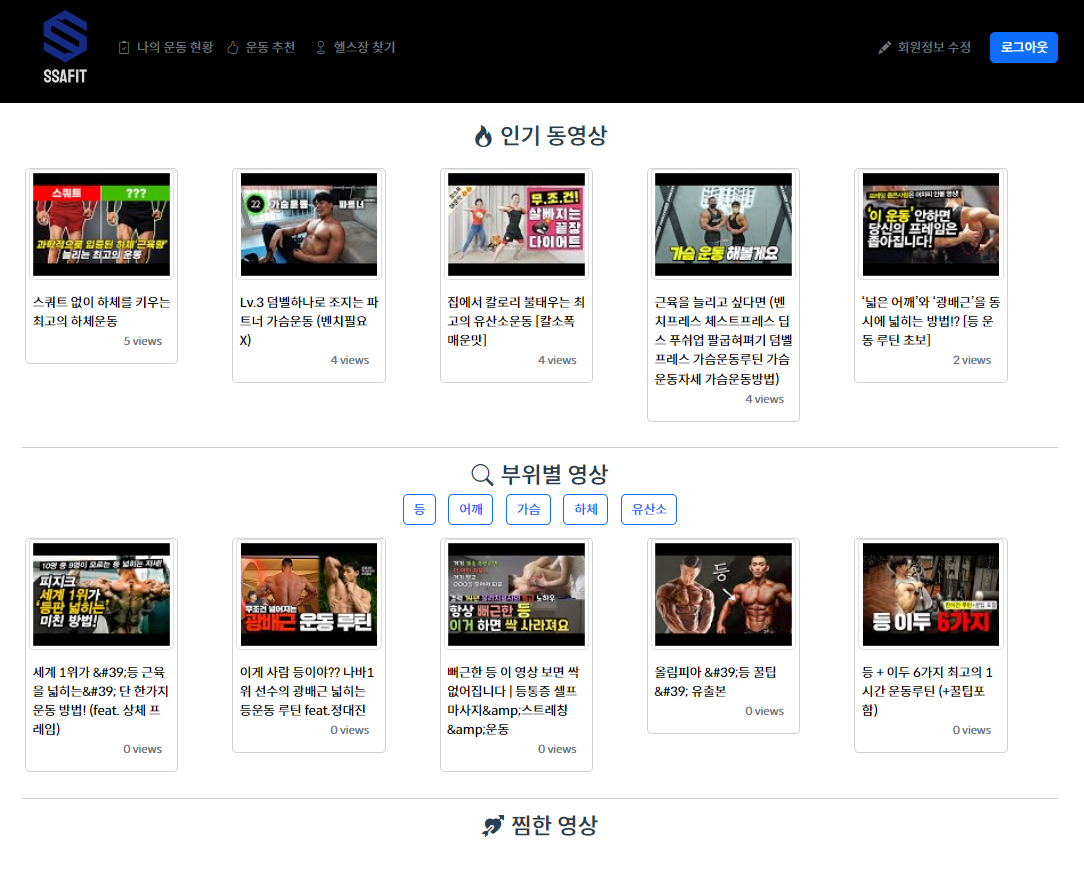 SSAFIT
나의 운동 현황
운동 추천
헬스장 찾기
회원정보 수정
로그아웃
인기 동영상
스쿼트
???
과학적으로 입증된 하체'근육량'
늘리는 최고의 운동
스쿼트 없이 하체를 키우는
최고의 하체운동
5 views
22
가슴운동
파트너
Lv.3 덤벨하나로 조지는 파
트너 가슴운동 (벤치필요
X)
4 views
칼소폭
매운맛
무.조.건!
살빠지는
끝장
다이어트
집에서 칼로리 불태우는 최
고의 유산소운동 [칼소폭
매운맛]
4 views
가슴 운동 해볼게요
근육을 늘리고 싶다면 (벤
치프레스 체스트프레스 딥
스 푸쉬업 팔굽혀펴기 덤벨
프레스 가슴운동루틴 가슴
운동자세 가슴운동방법)
4 views
'이 운동'안하면
당신의 프레임은
좁아집니다!
‘넓은 어깨’와 ‘광배근’을 동
시에 넓히는 방법!? [등 운
동 루틴 초보]
2 views
부위별 영상
등
어깨
가슴
하체
유산소
10명 중 9명이 모르는 등 넓히는 자세!
피지크
세계 1위가
'등판 넓히는'
미친 방법!
세계 1위가 &#39;등 근육
을 넓히는&#39; 단 한가지
운동 방법! (feat. 상체 프
레임)
0 views
무조건 넓어지는
광배근 운동 루틴
이게 사람 등이야?? 나바1
위 선수의 광배근 넓히는
등운동 루틴 feat.정대진
0 views
노하우
항상 뻐근한 등
이거 하면 싹 사라져요
뻐근한 등 이 영상 보면 싹
없어집니다 | 등통증 셀프
마사지&amp;스트레칭
&amp;운동
0 views
등
올림피아 &#39;등 꿀팁
&#39; 유출본
0 views
한시간 루틴+꿀팁 포함
등 이두 6가지
등 + 이두 6가지 최고의 1
시간 운동루틴 (+꿀팁포
함)
0 views
찜한 영상